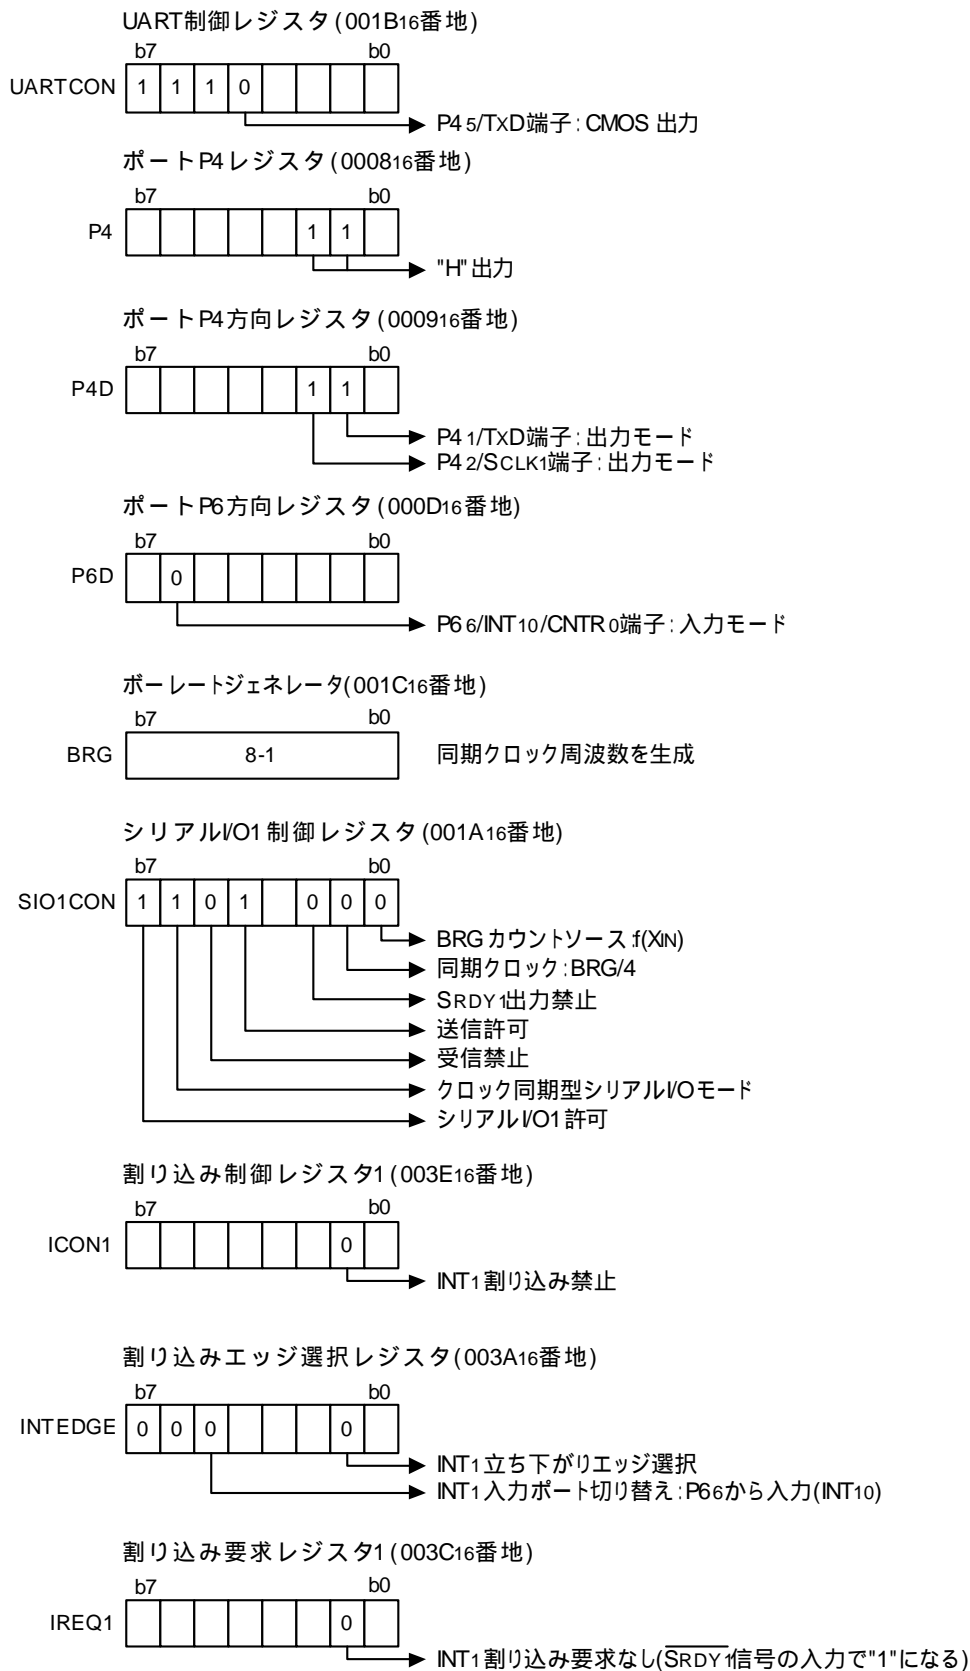 UART制御レジスタ(001B16番地)
b7 b0
UARTCON 1 1 1 0
P45/TXD端子:CMOS 出力
ポートP4レジスタ(000816番地)
b7 b0
P4 1 1
"H"出力
ポートP4方向レジスタ(000916番地)
b7 b0
P4D 1 1
P41/TXD端子:出力モード
P42/SCLK1端子:出力モード
ポートP6方向レジスタ(000D16番地)
b7 b0
P6D 0
P66/INT10/CNTR0端子:入力モード
ボーレートジェネレータ(001C16番地)
b7 b0
BRG 8-1 同期クロック周波数を生成
シリアルI/O1制御レジスタ(001A16番地)
b7 b0
SIO1CON 1 1 0 1 0 0 0
BRGカウントソース:f(XIN)
同期クロック:BRG/4
SRDY1出力禁止
送信許可
受信禁止
クロック同期型シリアルI/Oモード
シリアルI/O1許可
割り込み制御レジスタ1(003E16番地)
b7 b0
ICON1 0
INT1割り込み禁止
割り込みエッジ選択レジスタ(003A16番地)
b7 b0
INTEDGE 0 0 0 0
INT1立ち下がりエッジ選択
INT1入力ポート切り替え:P66から入力(INT10)
割り込み要求レジスタ1(003C16番地)
b7 b0
IREQ1 0
INT1割り込み要求なし(SRDY1信号の入力で"1"になる)